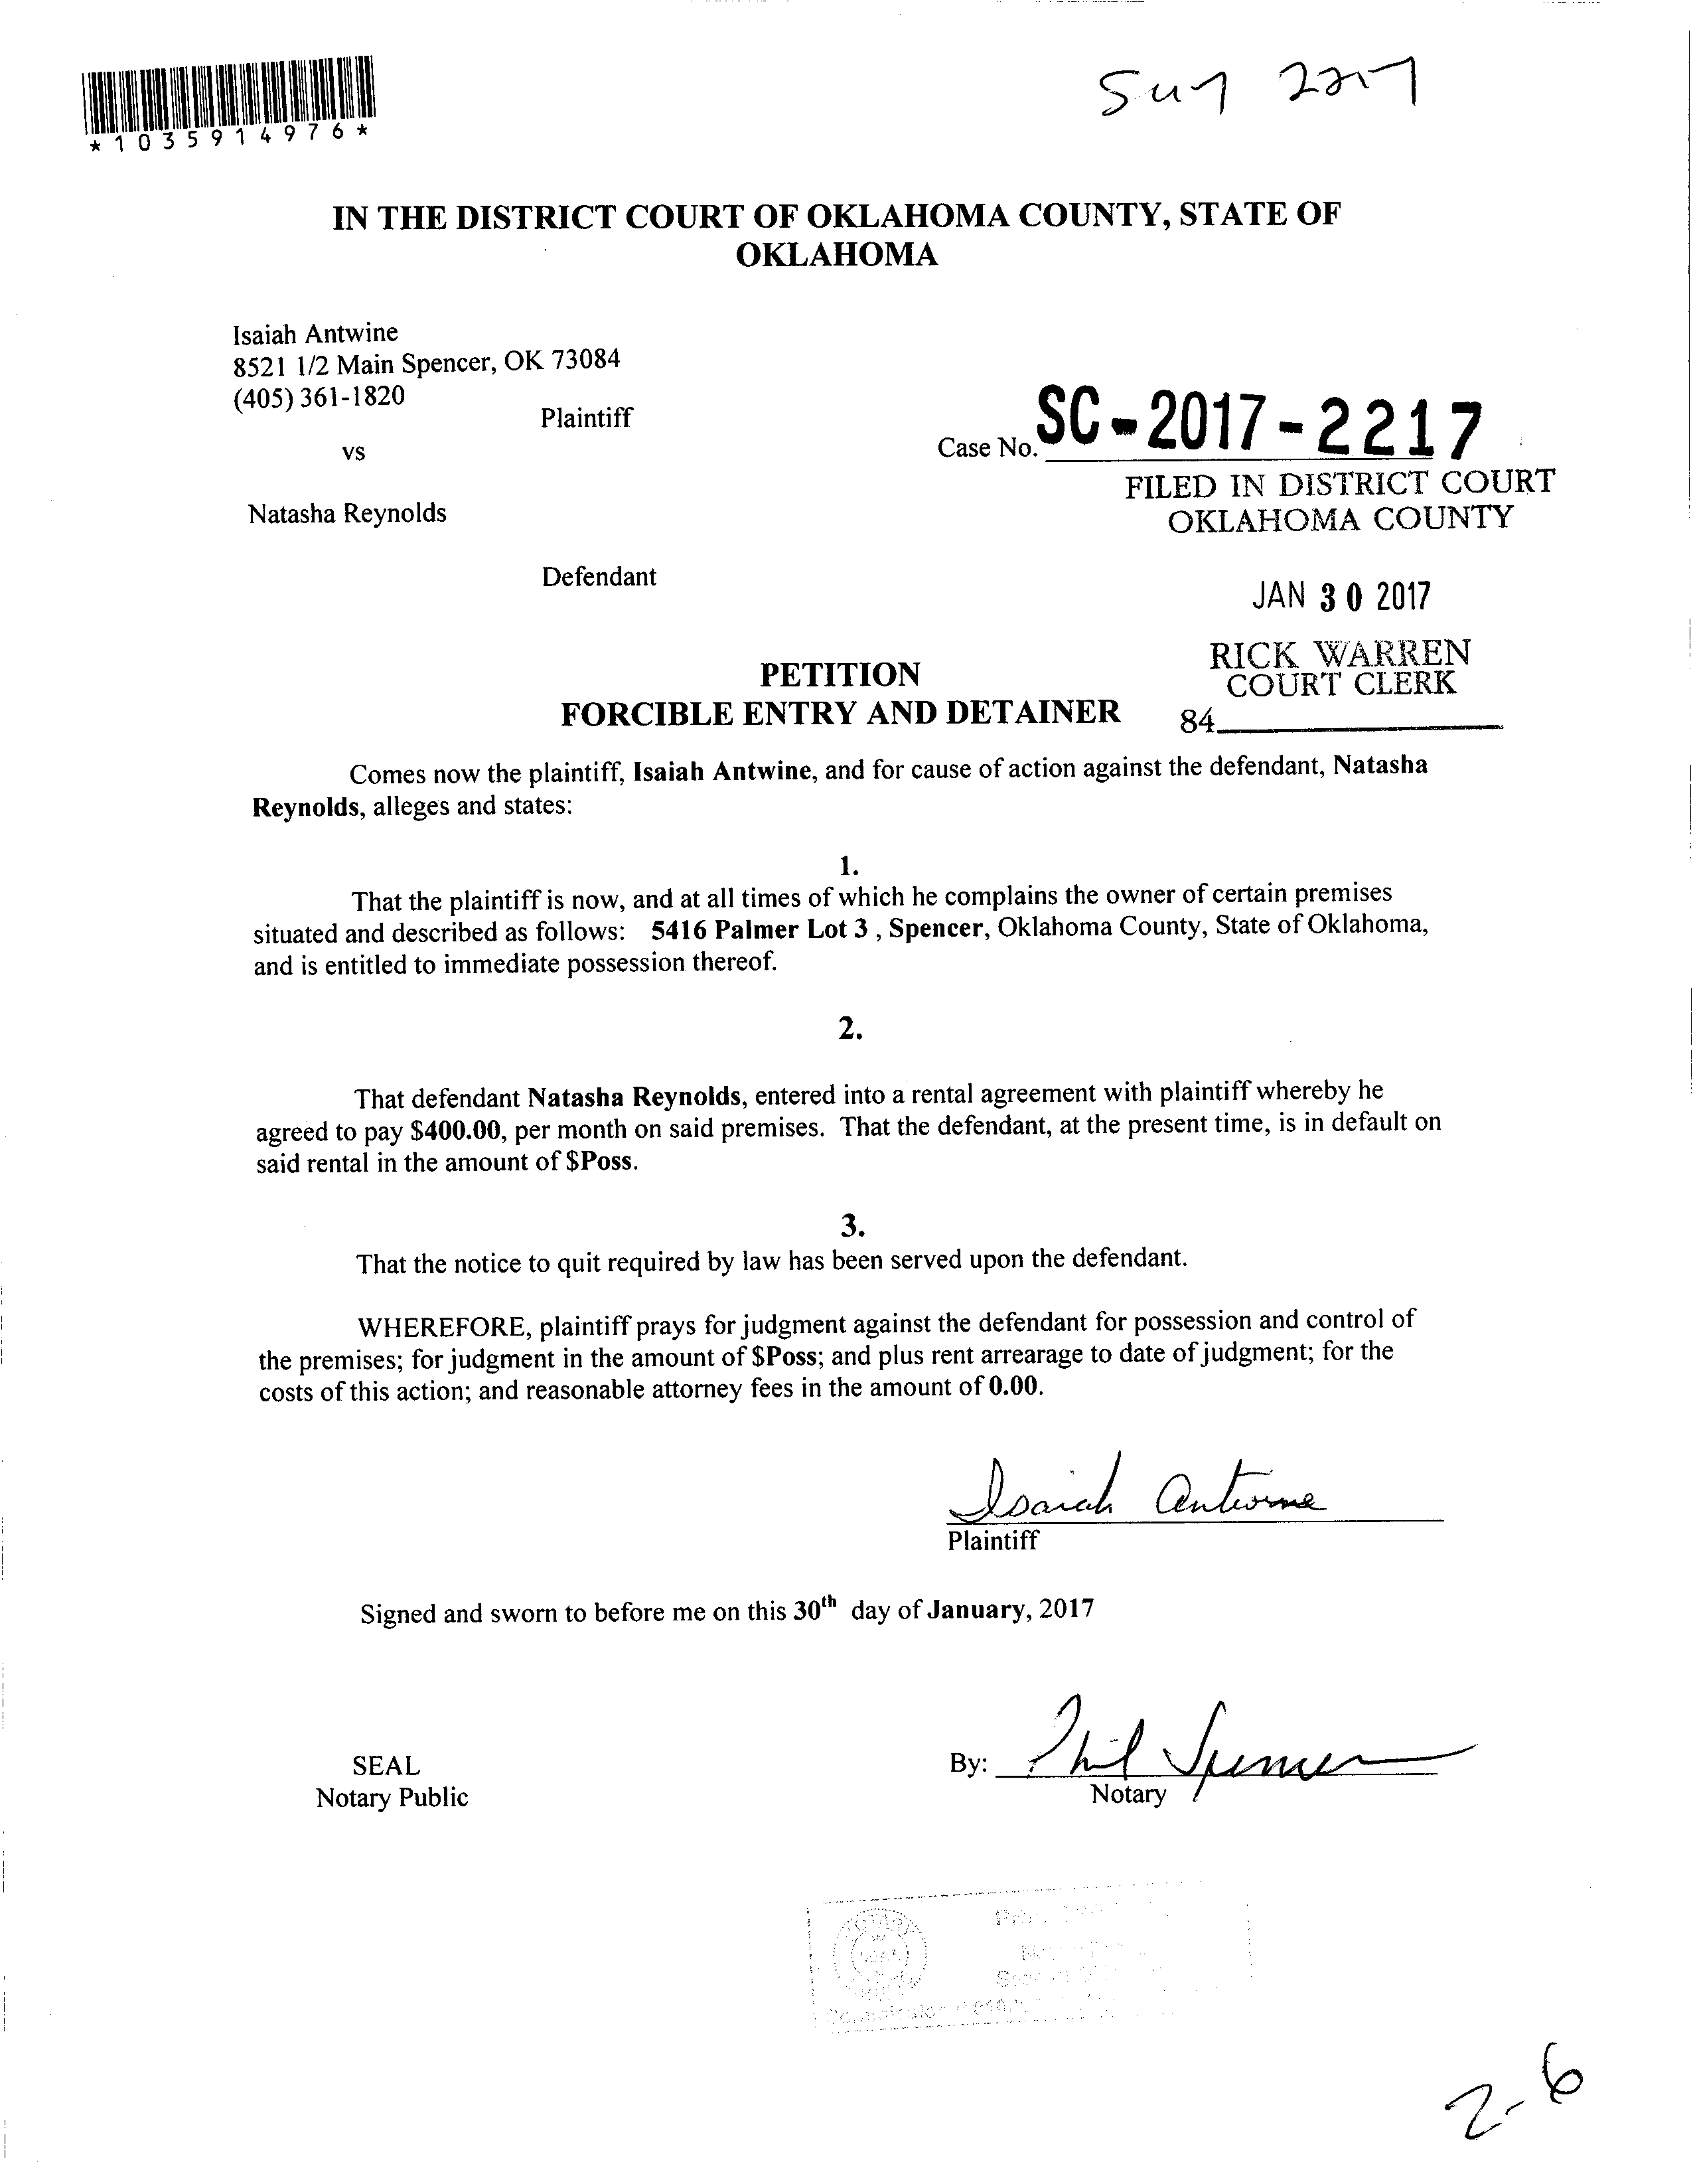 *1035914976*
2217
IN THE DISTRICT COURT OF OKLAHOMA COUNTY, STATE OF
OKLAHOMA
Isaiah Antwine
8521 1/2 Main Spencer, OK 73084
(405) 361-1820
Plaintiff
vs
Case No. SC-2017-2217
FILED IN DISTRICT COURT
OKLAHOMA COUNTY
Natasha Reynolds
Defendant
JAN 30 2017
RICK WARREN
COURT CLERK
84
PETITION
FORCIBLE ENTRY AND DETAINER
Comes now the plaintiff, Isaiah Antwine, and for cause of action against the defendant, Natasha
Reynolds, alleges and states:
1.
That the plaintiff is now, and at all times of which he complains the owner of certain premises
situated and described as follows: 5416 Palmer Lot 3 , Spencer, Oklahoma County, State of Oklahoma,
and is entitled to immediate possession thereof.
2.
That defendant Natasha Reynolds, entered into a rental agreement with plaintiff whereby he
agreed to pay $400.00, per month on said premises. That the defendant, at the present time, is in default on
said rental in the amount of $Poss.
3.
That the notice to quit required by law has been served upon the defendant.
WHEREFORE, plaintiff prays for judgment against the defendant for possession and control of
the premises; for judgment in the amount of $Poss; and plus rent arrearage to date of judgment; for the
costs of this action; and reasonable attorney fees in the amount of 0.00.
Isaiah Antwine
Plaintiff
Signed and sworn to before me on this 30th day of January, 2017
SEAL
Notary Public
By: Phil Spencer
Notary
2-6